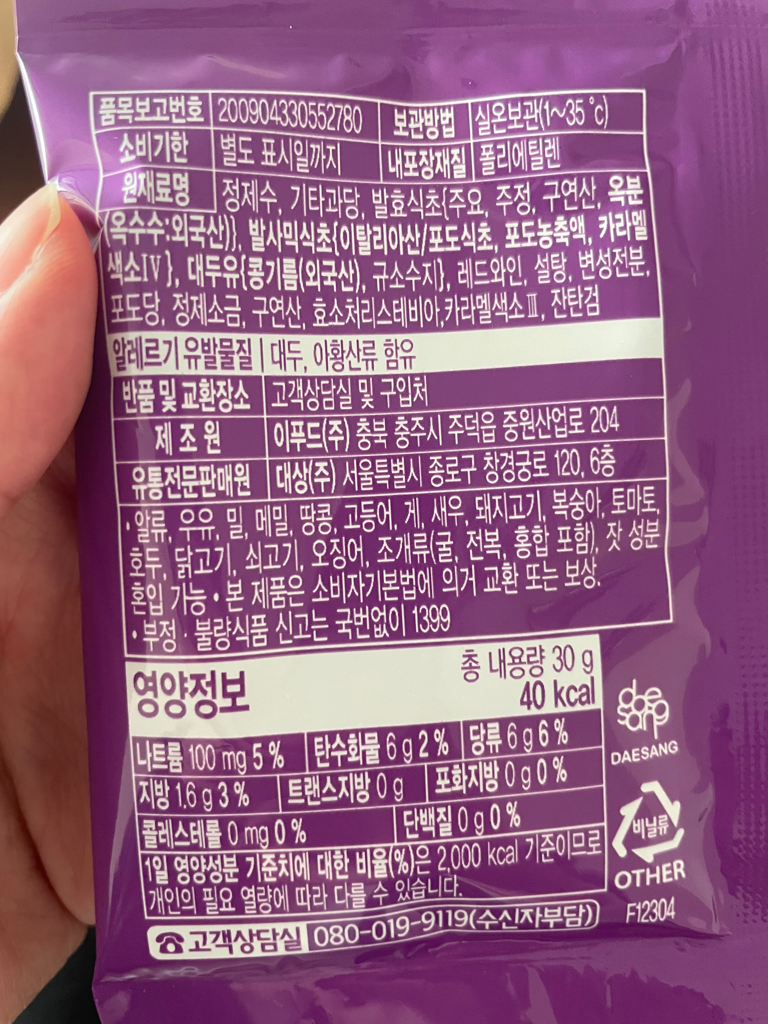 품목보고번호 200904330552780 보관방법 실온보관(1~35℃)
소비기한 별도 표시일까지 내포장재질 폴리에틸렌
원재료명 정제수, 기타과당, 발효식초{주요, 주정, 구연산, 옥분
(옥수수:외국산)}, 발사믹식초{이탈리아산/포도식초, 포도농축액, 카라멜
색소IV}, 대두유{콩기름(외국산), 규소수지}, 레드와인, 설탕, 변성전분,
포도당, 정제소금, 구연산, 효소처리스테비아,카라멜색소Ⅲ, 잔탄검
알레르기 유발물질 | 대두, 아황산류 함유
반품 및 교환장소 고객상담실 및 구입처
제 조 원 이푸드(주) 충북 충주시 주덕읍 중원산업로 204
유통전문판매원 대상(주) 서울특별시 종로구 창경궁로 120, 6층
• 알류, 우유, 밀, 메밀, 땅콩, 고등어, 게, 새우, 돼지고기, 복숭아, 토마토,
호두, 닭고기, 쇠고기, 오징어, 조개류(굴, 전복, 홍합 포함), 잣 성분
혼입 가능 • 본 제품은 소비자기본법에 의거 교환 또는 보상.
• 부정 · 불량식품 신고는 국번없이 1399
영양정보 총 내용량 30 g
40 kcal
나트륨 100 mg 5 % 탄수화물 6 g 2 % 당류 6 g 6 %
지방 1.6 g 3 % 트랜스지방 0 g 포화지방 0 g 0 %
콜레스테롤 0 mg 0 % 단백질 0 g 0 %
1일 영양성분 기준치에 대한 비율(%)은 2,000 kcal 기준이므로
개인의 필요 열량에 따라 다를 수 있습니다.
☎고객상담실 080-019-9119(수신자부담)
daesang
DAESANG
비닐류
OTHER
F12304